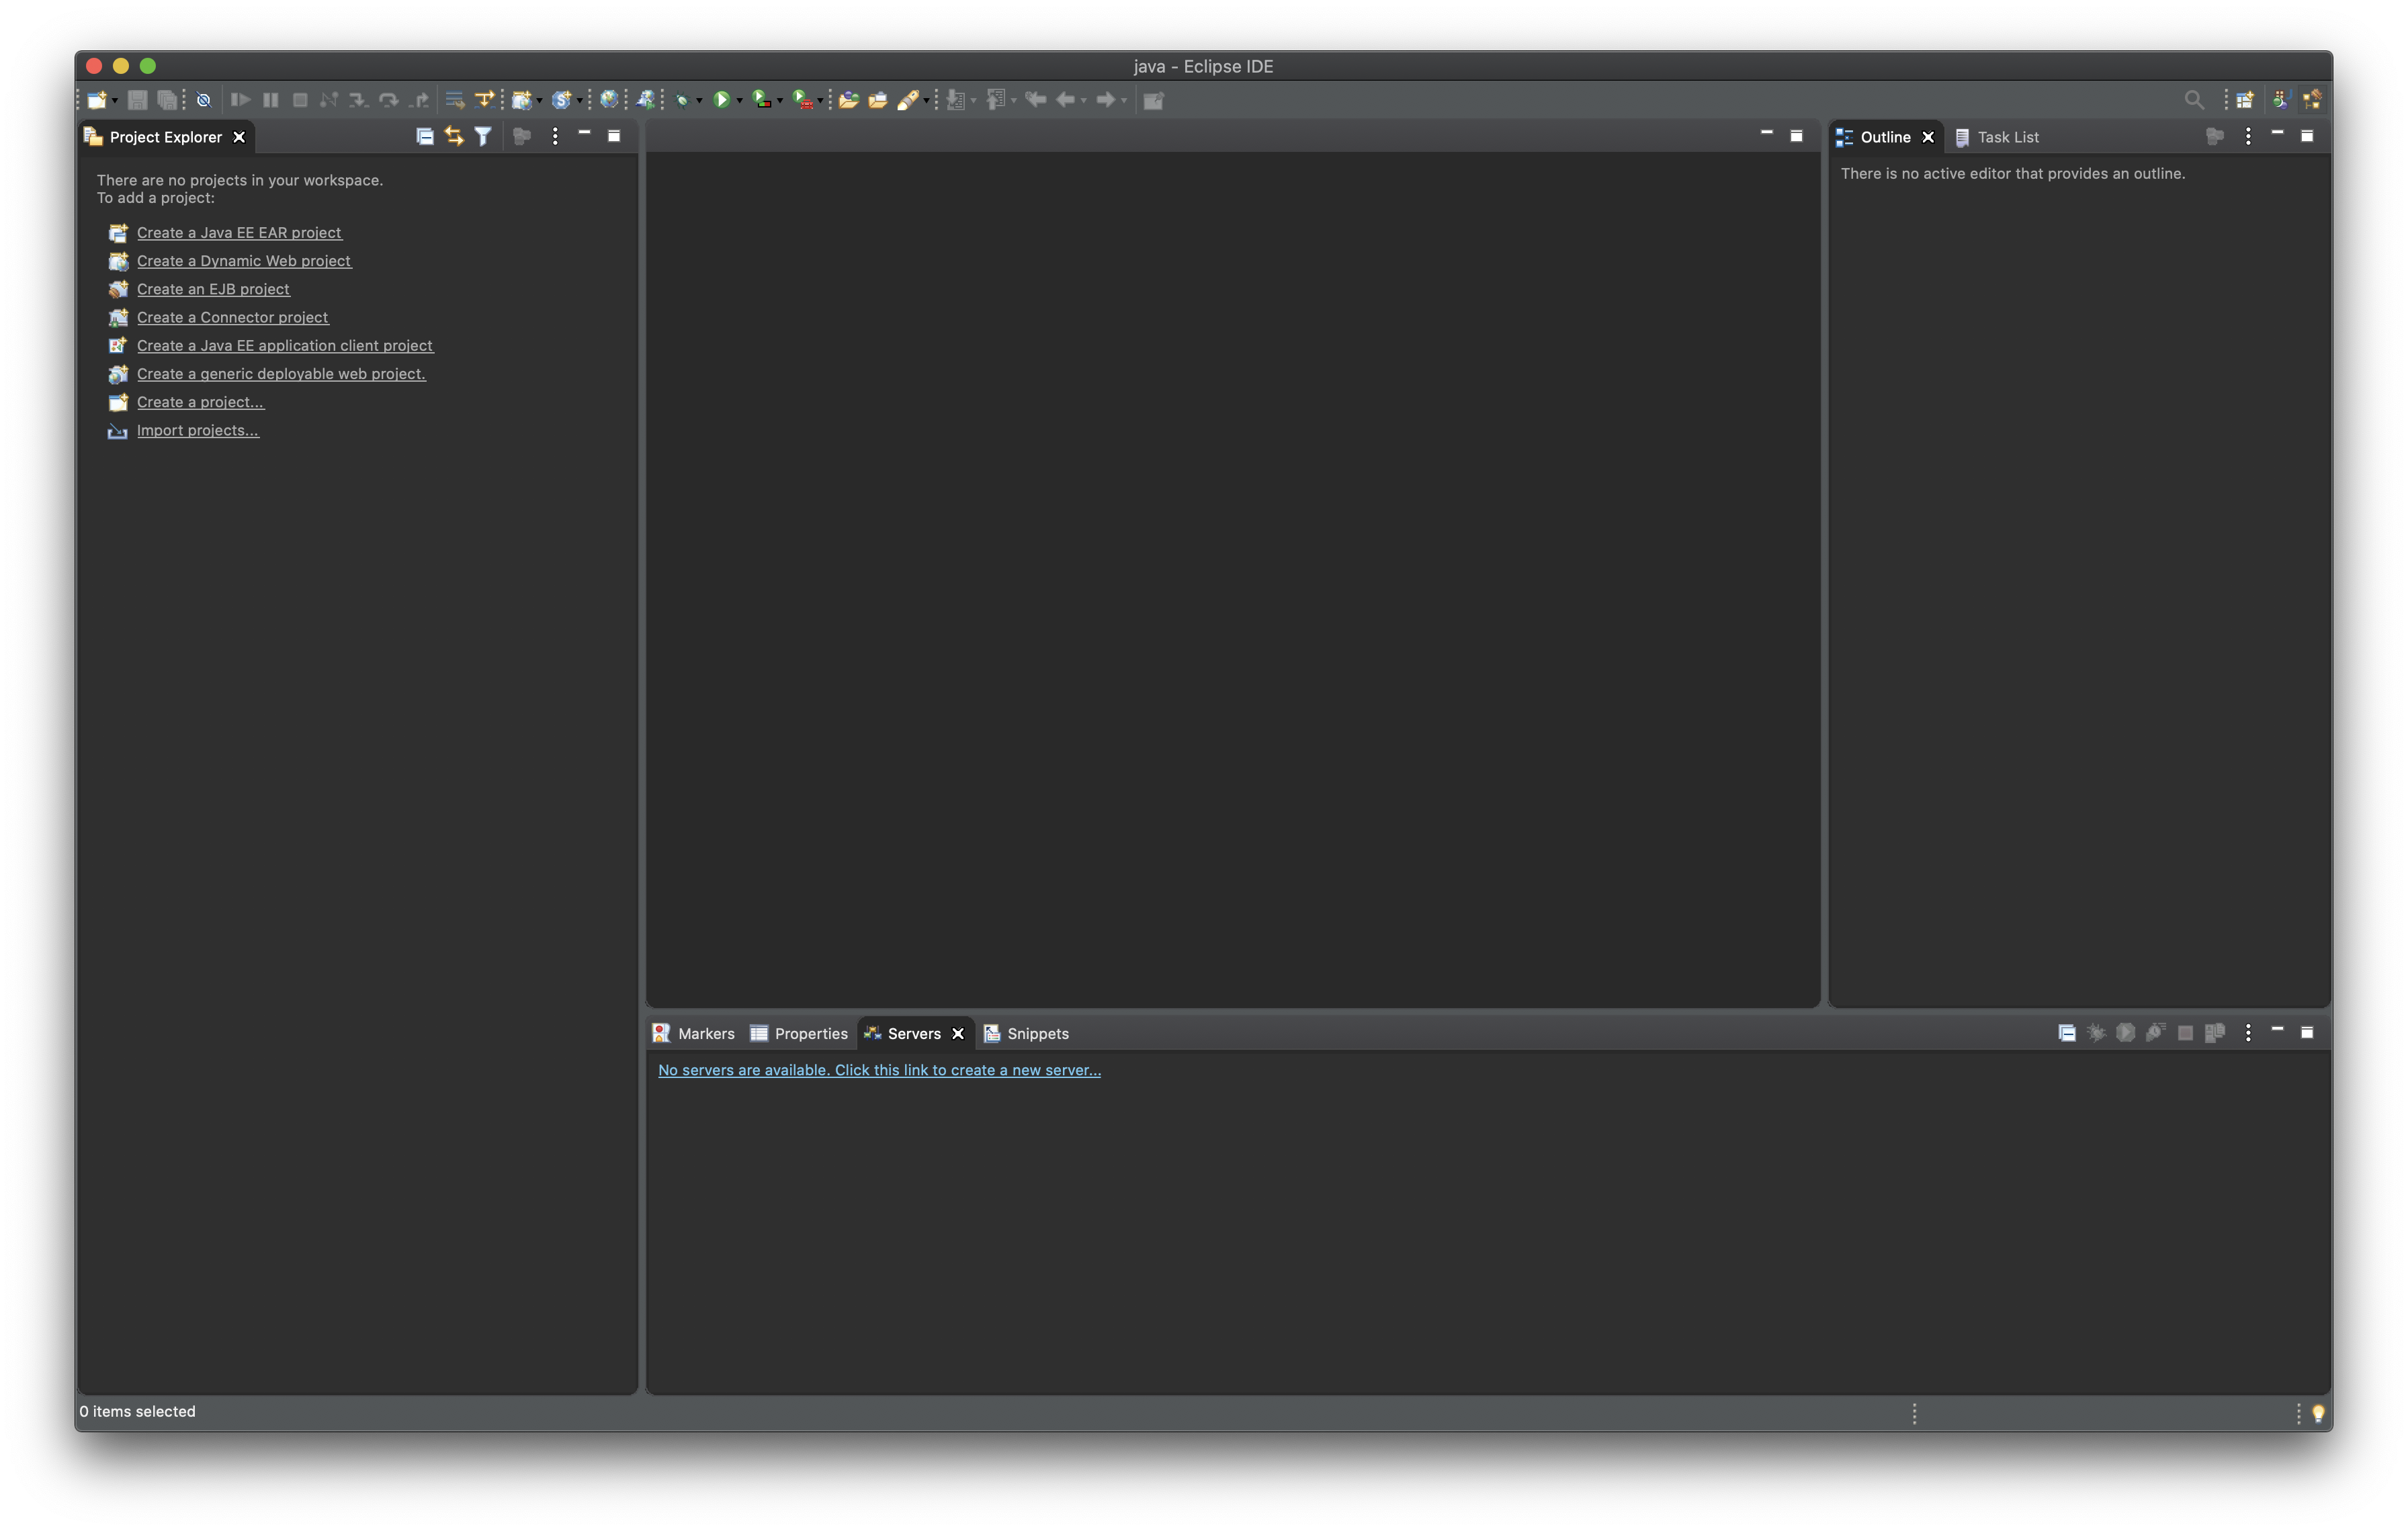 java - Eclipse IDE
Project Explorer
There are no projects in your workspace.
To add a project:
Create a Java EE EAR project
Create a Dynamic Web project
Create an EJB project
Create a Connector project
Create a Java EE application client project
Create a generic deployable web project.
Create a project...
Import projects...
Outline
Task List
There is no active editor that provides an outline.
Markers
Properties
Servers
Snippets
No servers are available. Click this link to create a new server...
0 items selected